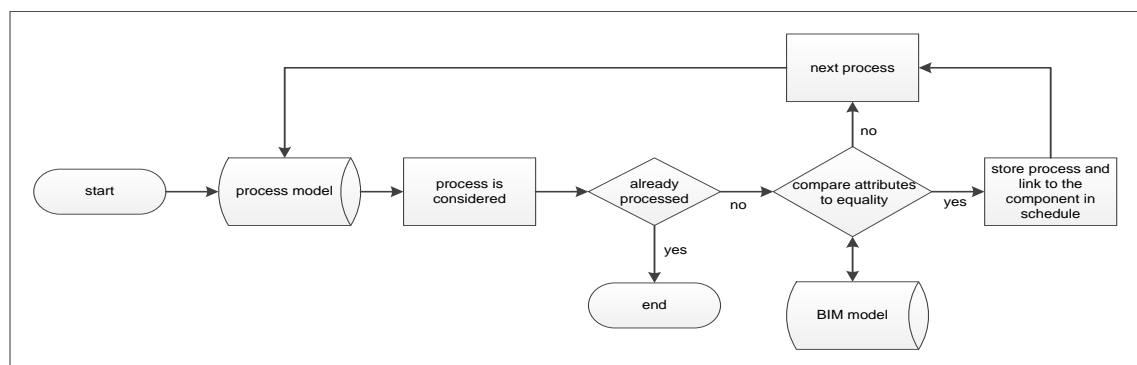 next process
no
start
process model
process is
considered
already
processed
no
compare attributes
to equality
yes
store process and
link to the
component in
schedule
yes
end
BIM model